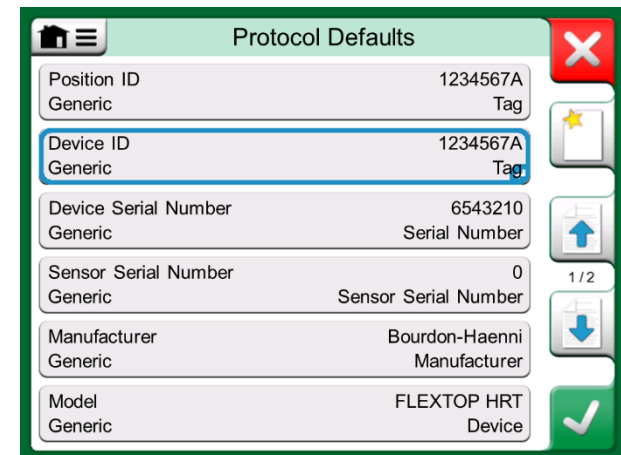 Protocol Defaults
Position ID 1234567A
Generic Tag
Device ID 1234567A
Generic Tag
Device Serial Number 6543210
Generic Serial Number
Sensor Serial Number 0
Generic Sensor Serial Number
1/2
Manufacturer Bourdon-Haenni
Generic Manufacturer
Model FLEXTOP HRT
Generic Device